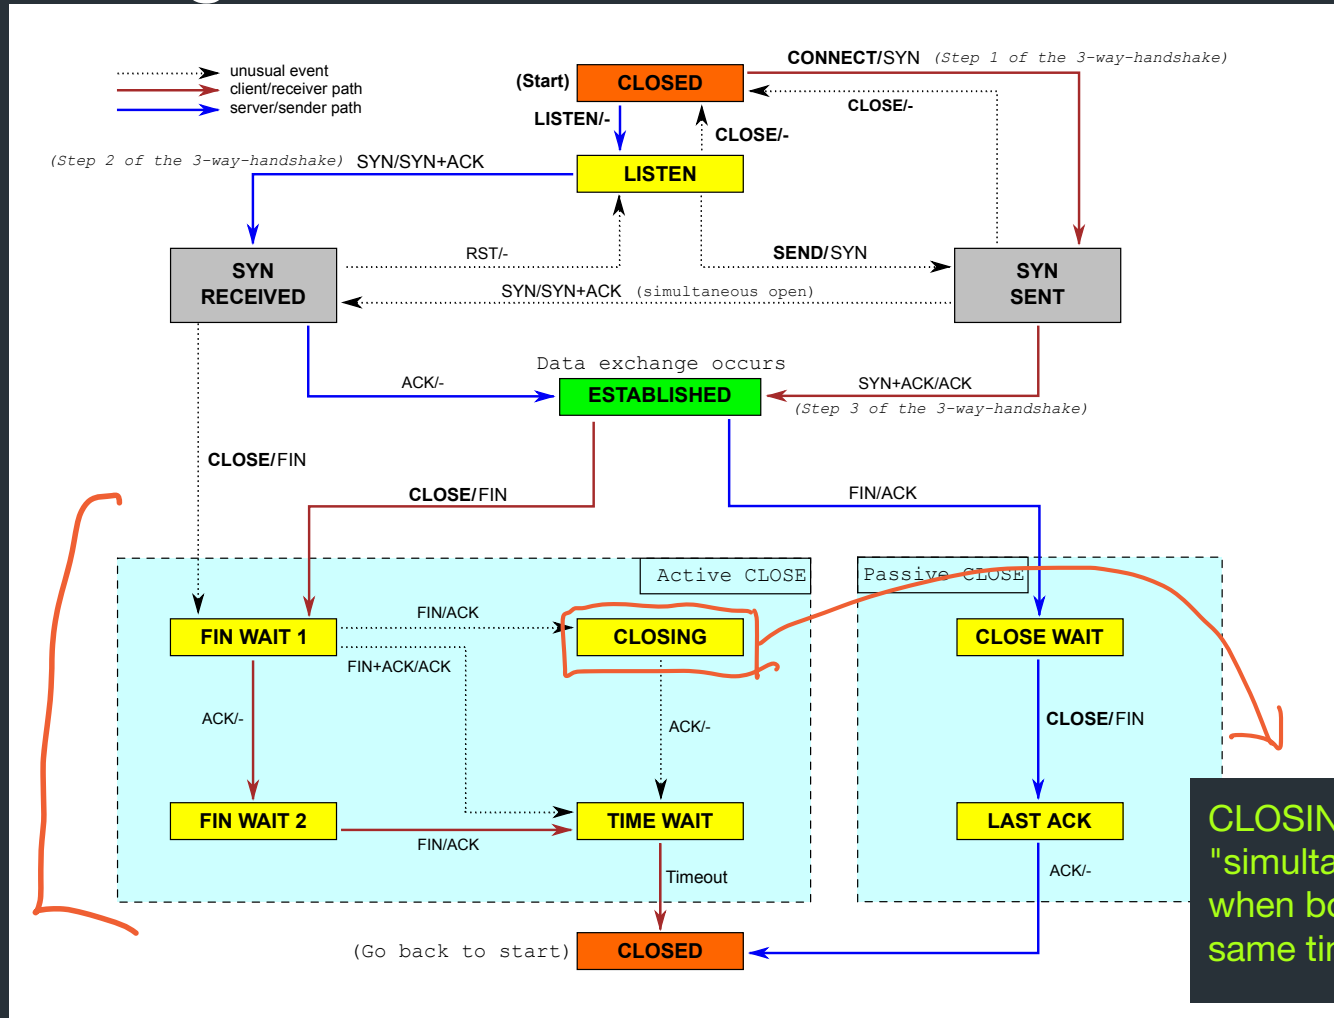 unusual event
client/receiver path
server/sender path
(Start)
CLOSED
CONNECT/SYN (Step 1 of the 3-way-handshake)
CLOSE/-
LISTEN/-
CLOSE/-
(Step 2 of the 3-way-handshake) SYN/SYN+ACK
LISTEN
RST/-
SEND/SYN
SYN
RECEIVED
SYN
SENT
SYN/SYN+ACK (simultaneous open)
Data exchange occurs
ACK/-
ESTABLISHED
SYN+ACK/ACK
(Step 3 of the 3-way-handshake)
CLOSE/FIN
CLOSE/FIN
FIN/ACK
Active CLOSE
Passive CLOSE
FIN WAIT 1
FIN/ACK
CLOSING
CLOSE WAIT
FIN+ACK/ACK
ACK/-
ACK/-
CLOSE/FIN
FIN WAIT 2
FIN/ACK
TIME WAIT
LAST ACK
Timeout
ACK/-
(Go back to start)
CLOSED
when
same